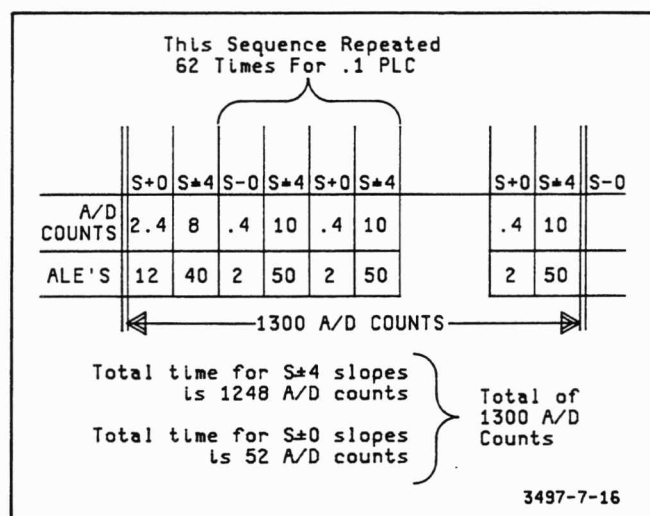 This Sequence Repeated
62 Times For .1 PLC
S+0 S±4 S-0 S±4 S+0 S±4 S+0 S±4 S-0
A/D
COUNTS 2.4 8 .4 10 .4 10 .4 10
ALE'S 12 40 2 50 2 50 2 50
1300 A/D COUNTS
Total time for S±4 slopes
is 1248 A/D counts
Total time for S±0 slopes
is 52 A/D counts
Total of
1300 A/D
Counts
3497-7-16